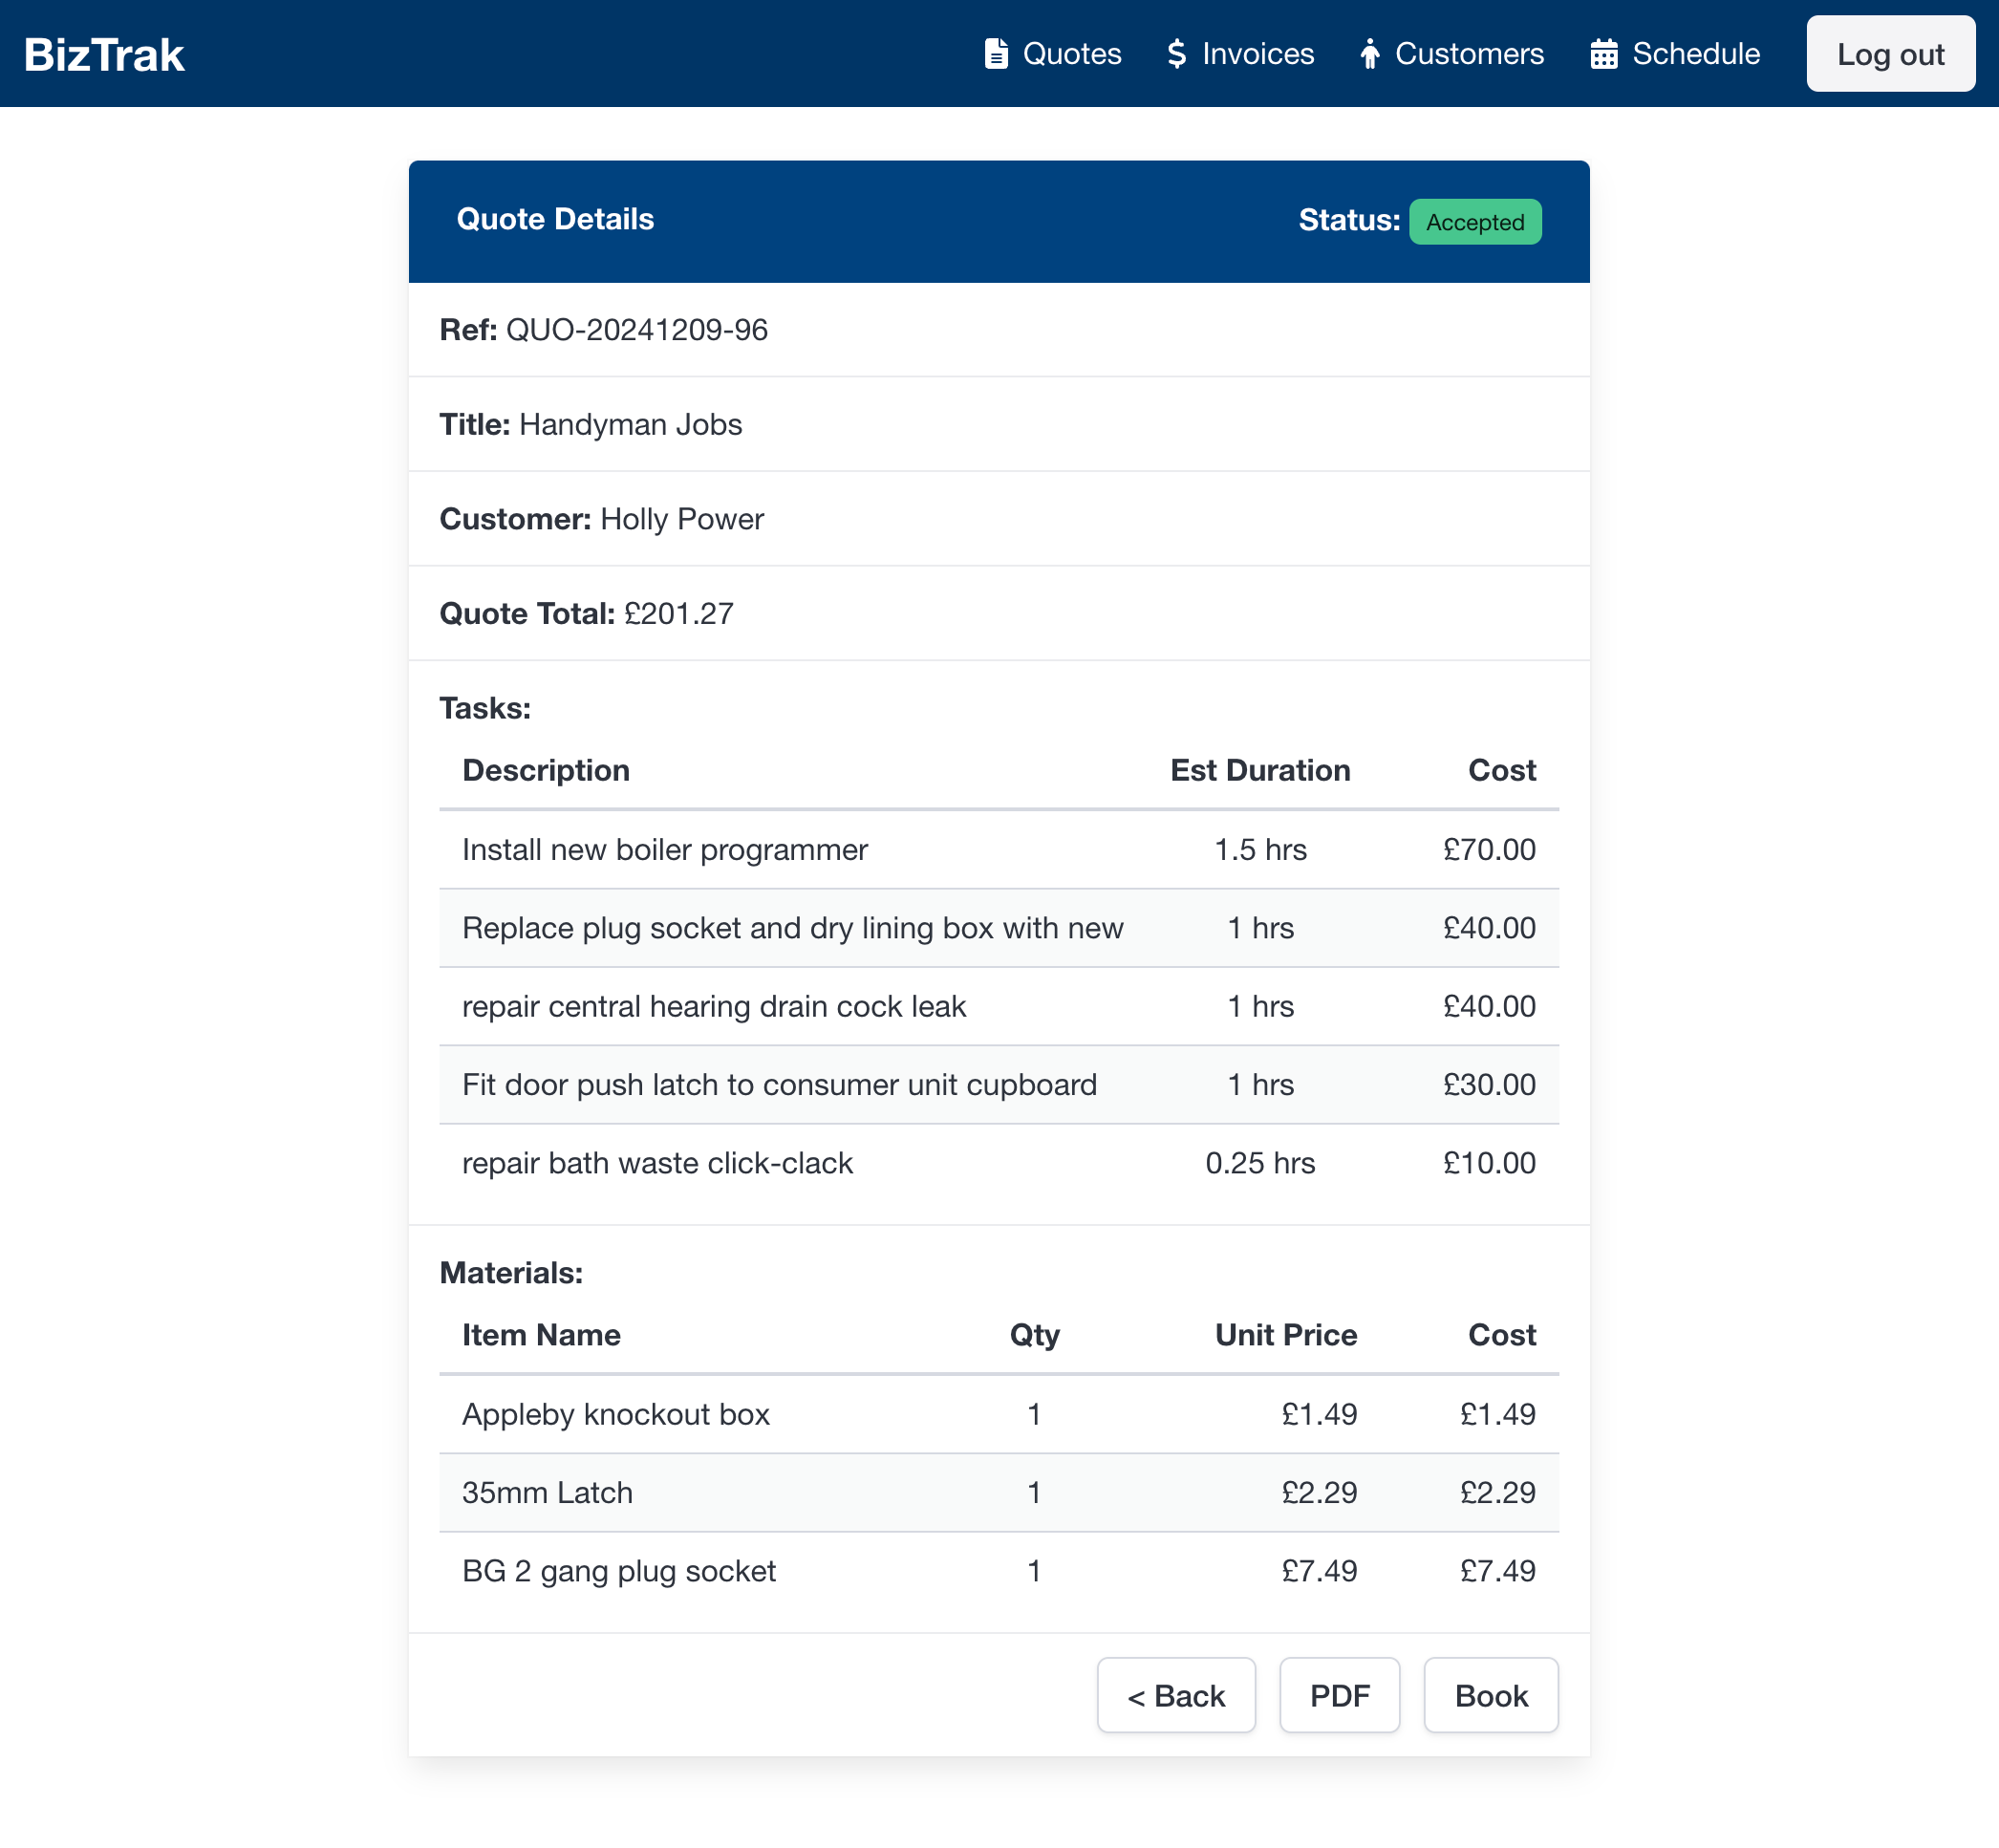 BizTrak Quotes Invoices Customers Schedule Log out
Quote Details Status: Accepted
Ref: QUO-20241209-96
Title: Handyman Jobs
Customer: Holly Power
Quote Total: £201.27
Tasks:
Description Est Duration Cost
Install new boiler programmer 1.5 hrs £70.00
Replace plug socket and dry lining box with new 1 hrs £40.00
repair central hearing drain cock leak 1 hrs £40.00
Fit door push latch to consumer unit cupboard 1 hrs £30.00
repair bath waste click-clack 0.25 hrs £10.00
Materials:
Item Name Qty Unit Price Cost
Appleby knockout box 1 £1.49 £1.49
35mm Latch 1 £2.29 £2.29
BG 2 gang plug socket 1 £7.49 £7.49
< Back PDF Book